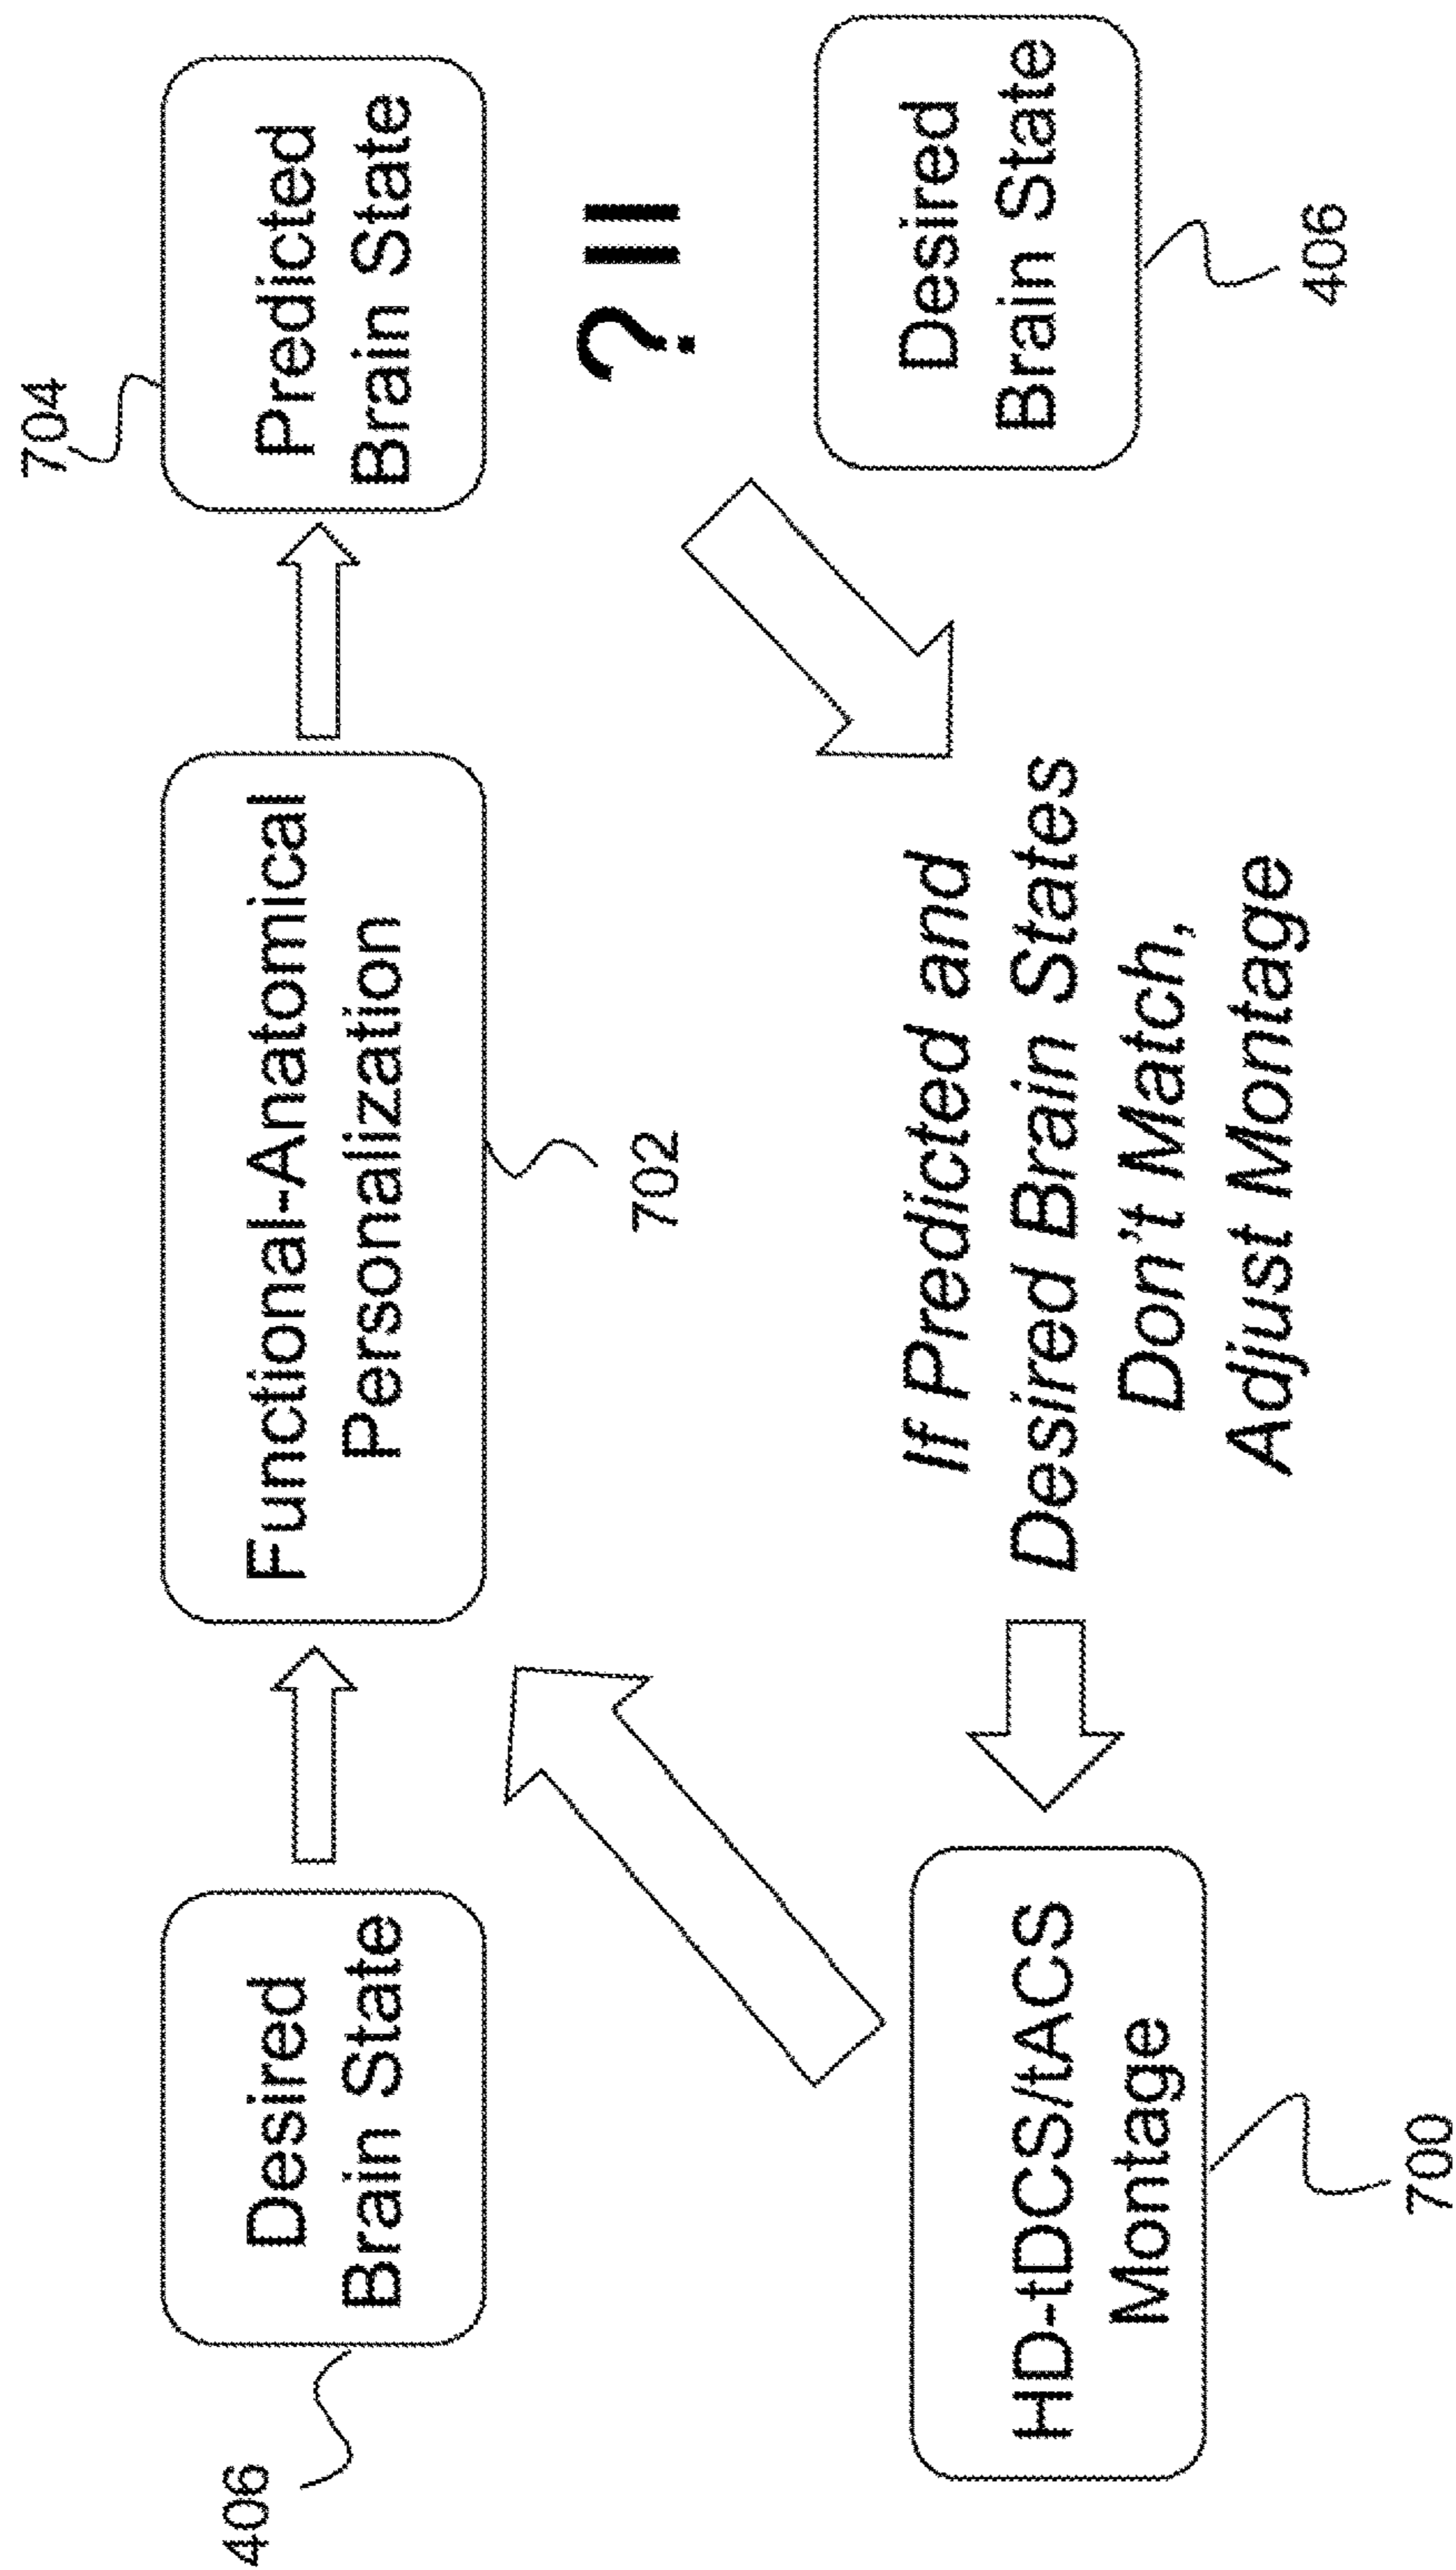 406
Desired
Brain State
Functional-Anatomical
Personalization
702
704
Predicted
Brain State
? =
Desired
Brain State
406
If Predicted and
Desired Brain States
Don't Match,
Adjust Montage
HD-tDCS/tACS
Montage
700